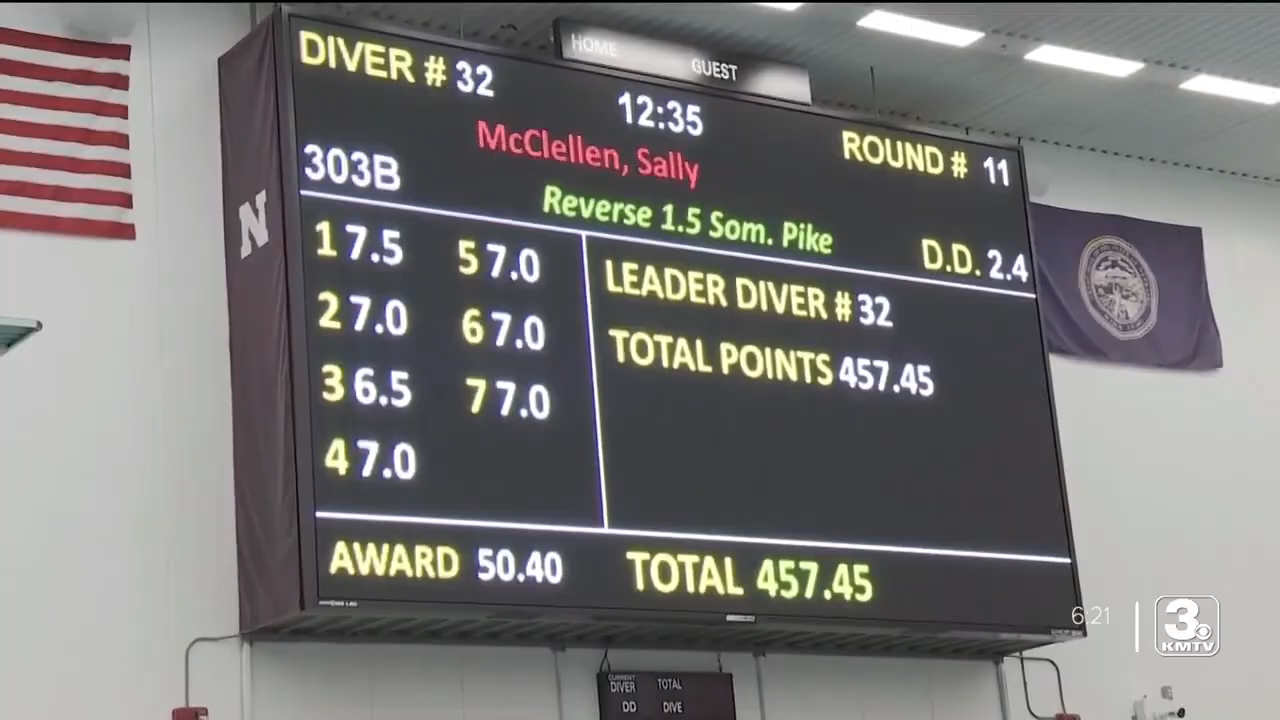 HOME GUEST
DIVER # 32
12:35
McClellen, Sally
ROUND # 11
303B
Reverse 1.5 Som. Pike
D.D. 2.4
1 7.5 5 7.0
2 7.0 6 7.0
3 6.5 7 7.0
4 7.0
LEADER DIVER # 32
TOTAL POINTS 457.45
AWARD 50.40 TOTAL 457.45
N
6:21
3
KMTV
CURRENT
DIVER TOTAL
DD DIVE